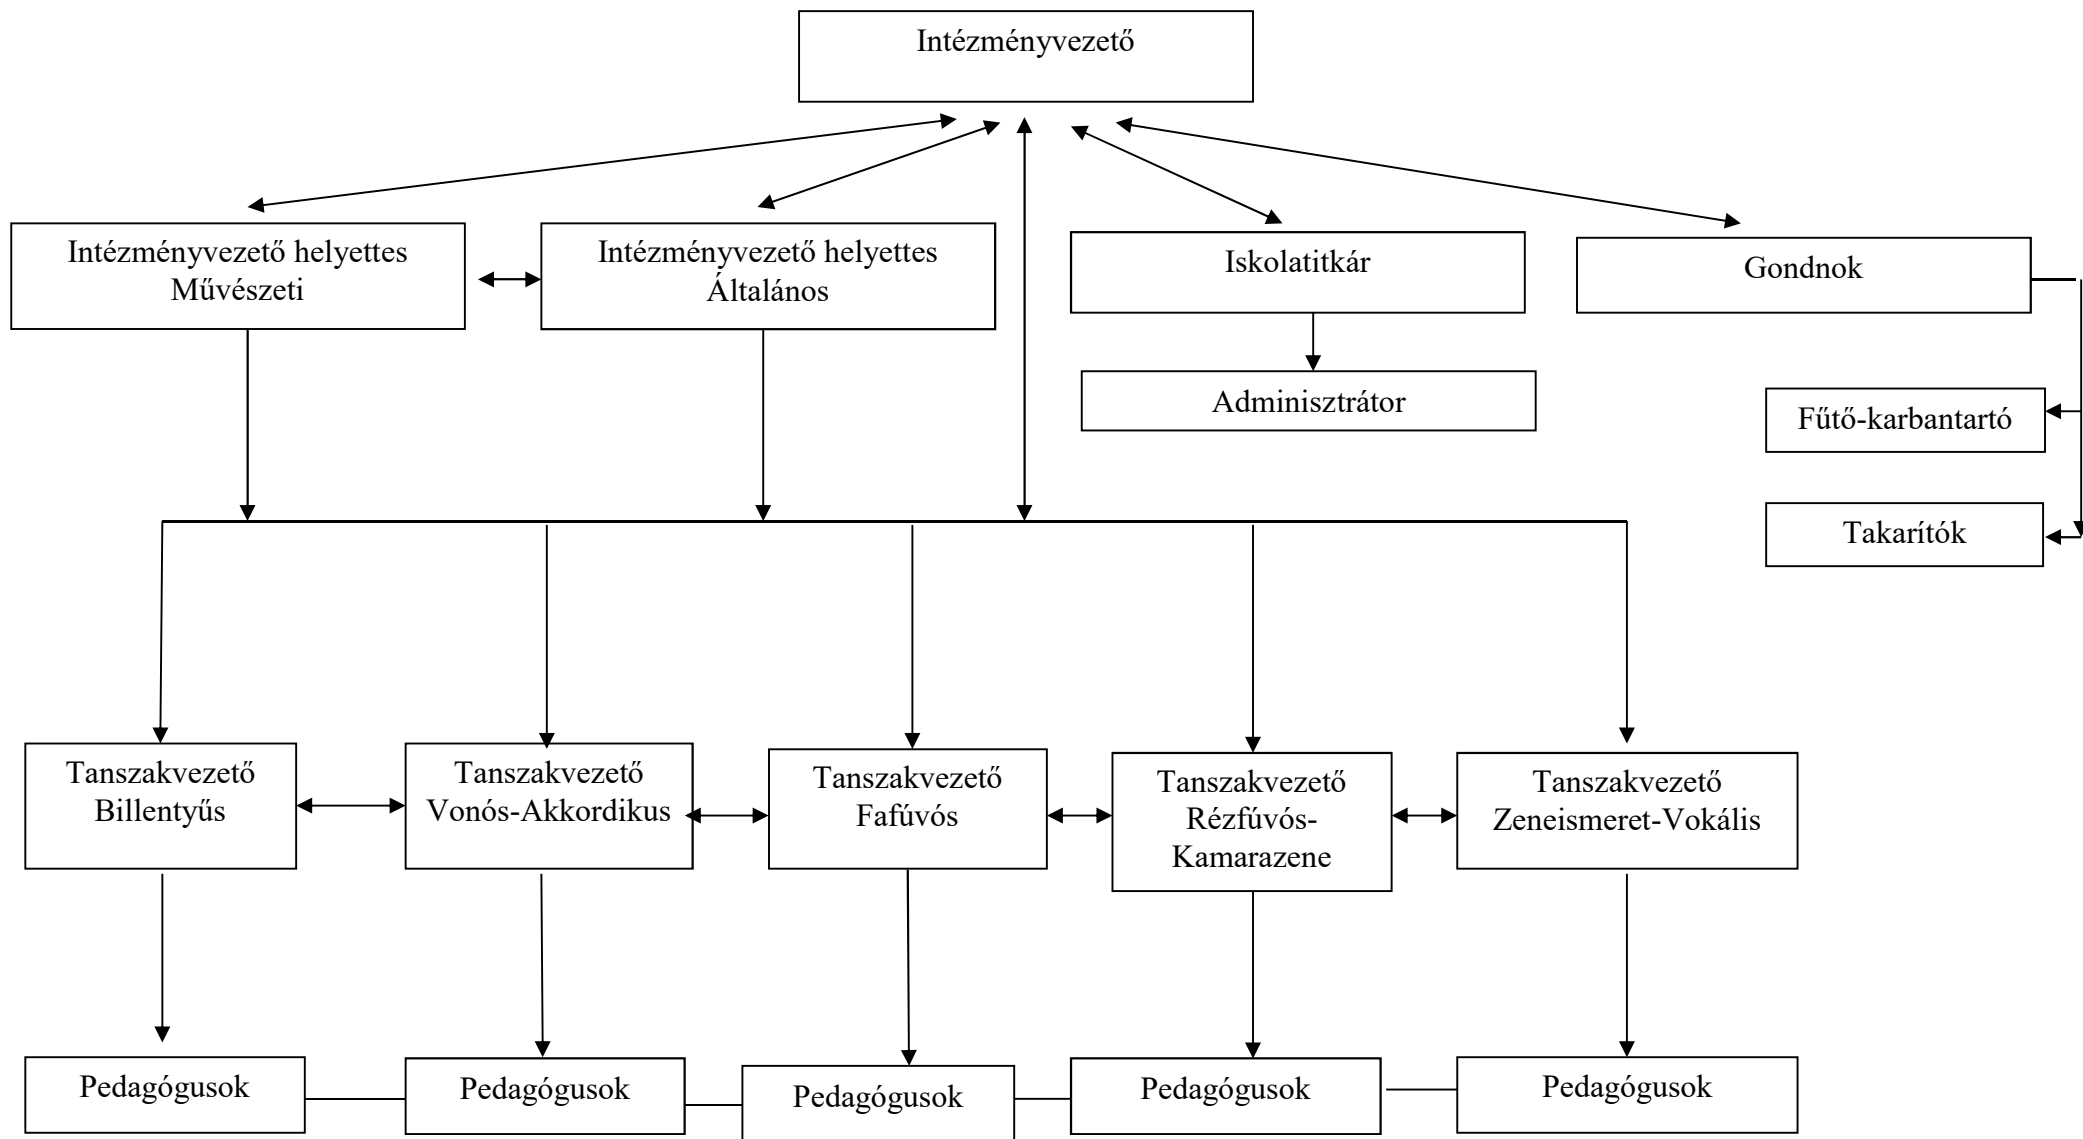 Intézményvezető
Intézményvezető helyettes
Művészeti
Intézményvezető helyettes
Általános
Iskolatitkár
Gondnok
Adminisztrátor
Fűtő-karbantartó
Takarítók
Tanszakvezető
Billentyűs
Tanszakvezető
Vonós-Akkordikus
Tanszakvezető
Fafúvós
Tanszakvezető
Rézfúvós-
Kamarazene
Tanszakvezető
Zeneismeret-Vokális
Pedagógusok
Pedagógusok
Pedagógusok
Pedagógusok
Pedagógusok